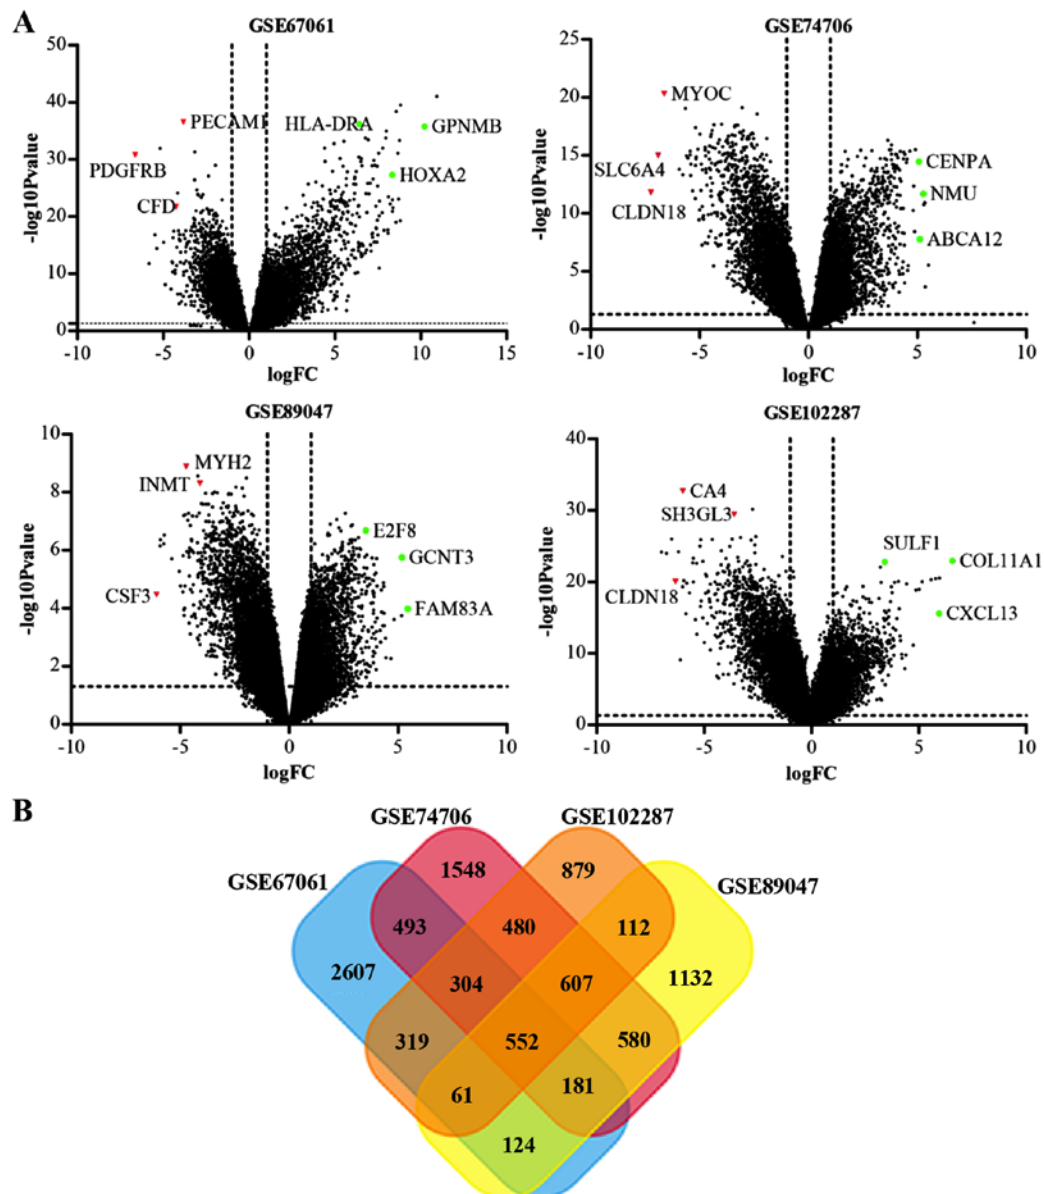 A
GSE67061
50
40
30
20
10
0
-log10Pvalue
PECAM1
HLA-DRA
GPNMB
PDGFRB
HOXA2
CFD
-10
-5
0
5
10
15
logFC
GSE74706
25
20
15
10
5
0
-log10Pvalue
MYOC
SLC6A4
CENPA
CLDN18
NMU
ABCA12
-10
-5
0
5
10
logFC
GSE89047
10
8
6
4
2
0
-log10Pvalue
MYH2
INMT
E2F8
GCNT3
CSF3
FAM83A
-10
-5
0
5
10
logFC
GSE102287
40
30
20
10
0
-log10Pvalue
CA4
SH3GL3
SULF1
COL11A1
CLDN18
CXCL13
-10
-5
0
5
10
logFC
B
GSE74706
GSE102287
GSE67061
GSE89047
1548
879
493
480
112
2607
304
607
1132
319
552
580
61
181
124